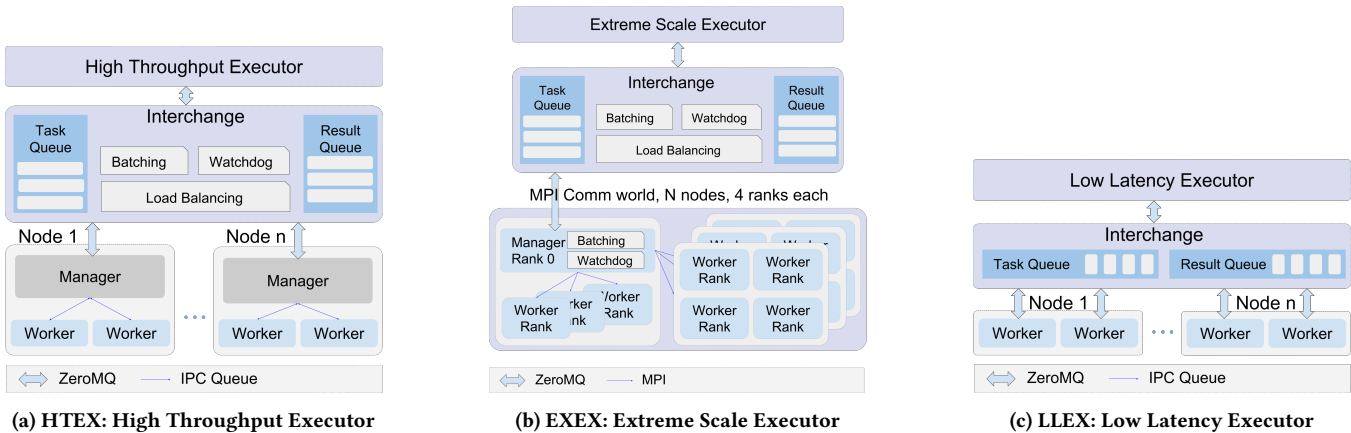 High Throughput Executor
Interchange
Task
Queue
Batching
Watchdog
Load Balancing
Result
Queue
Node 1
Node n
Manager
Worker
Worker
Manager
Worker
Worker
ZeroMQ
IPC Queue
(a) HTEX: High Throughput Executor
Extreme Scale Executor
Interchange
Task
Queue
Batching
Watchdog
Load Balancing
Result
Queue
MPI Comm world, N nodes, 4 ranks each
Manager
Rank 0
Batching
Watchdog
Worker
Rank
rker
nk
rker
Rank
Worker
Worker
Worker
Rank
Worker
Rank
Worker
Rank
Worker
Rank
ZeroMQ
MPI
(b) EXEX: Extreme Scale Executor
Low Latency Executor
Interchange
Task Queue
Result Queue
Node 1
Node n
Worker
Worker
Worker
Worker
ZeroMQ
IPC Queue
(c) LLEX: Low Latency Executor